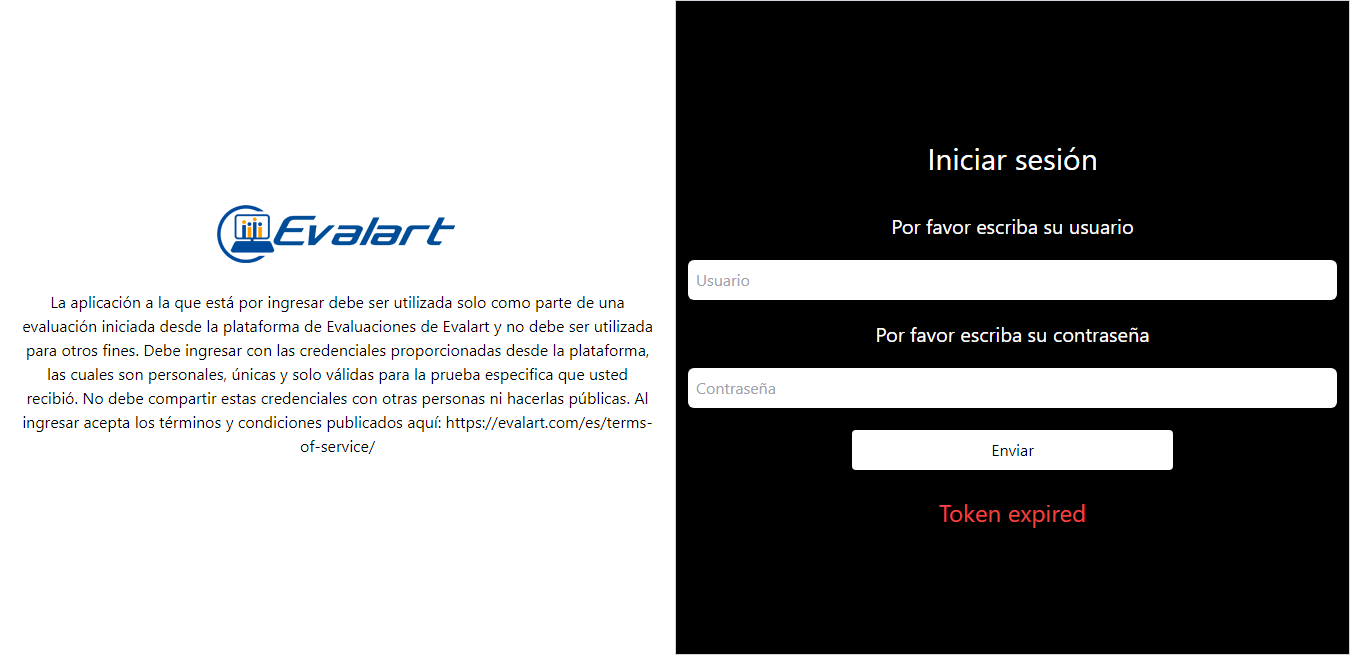 Evalart
La aplicación a la que está por ingresar debe ser utilizada solo como parte de una
evaluación iniciada desde la plataforma de Evaluaciones de Evalart y no debe ser utilizada
para otros fines. Debe ingresar con las credenciales proporcionadas desde la plataforma,
las cuales son personales, únicas y solo válidas para la prueba especifica que usted
recibió. No debe compartir estas credenciales con otras personas ni hacerlas públicas. Al
ingresar acepta los términos y condiciones publicados aquí: https://evalart.com/es/terms-
of-service/
Iniciar sesión
Por favor escriba su usuario
Usuario
Por favor escriba su contraseña
Contraseña
Enviar
Token expired